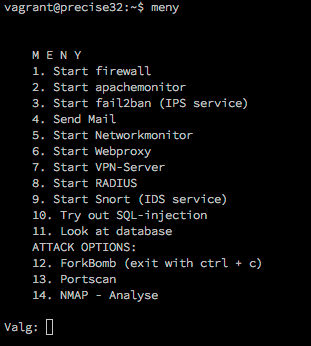 vagrant@precise32:~$ meny
M E N Y
1. Start firewall
2. Start apachemonitor
3. Start fail2ban (IPS service)
4. Send Mail
5. Start Networkmonitor
6. Start Webproxy
7. Start VPN-Server
8. Start RADIUS
9. Start Snort (IDS service)
10. Try out SQL-injection
11. Look at database
ATTACK OPTIONS:
12. ForkBomb (exit with ctrl + c)
13. Portscan
14. NMAP - Analyse
Valg: